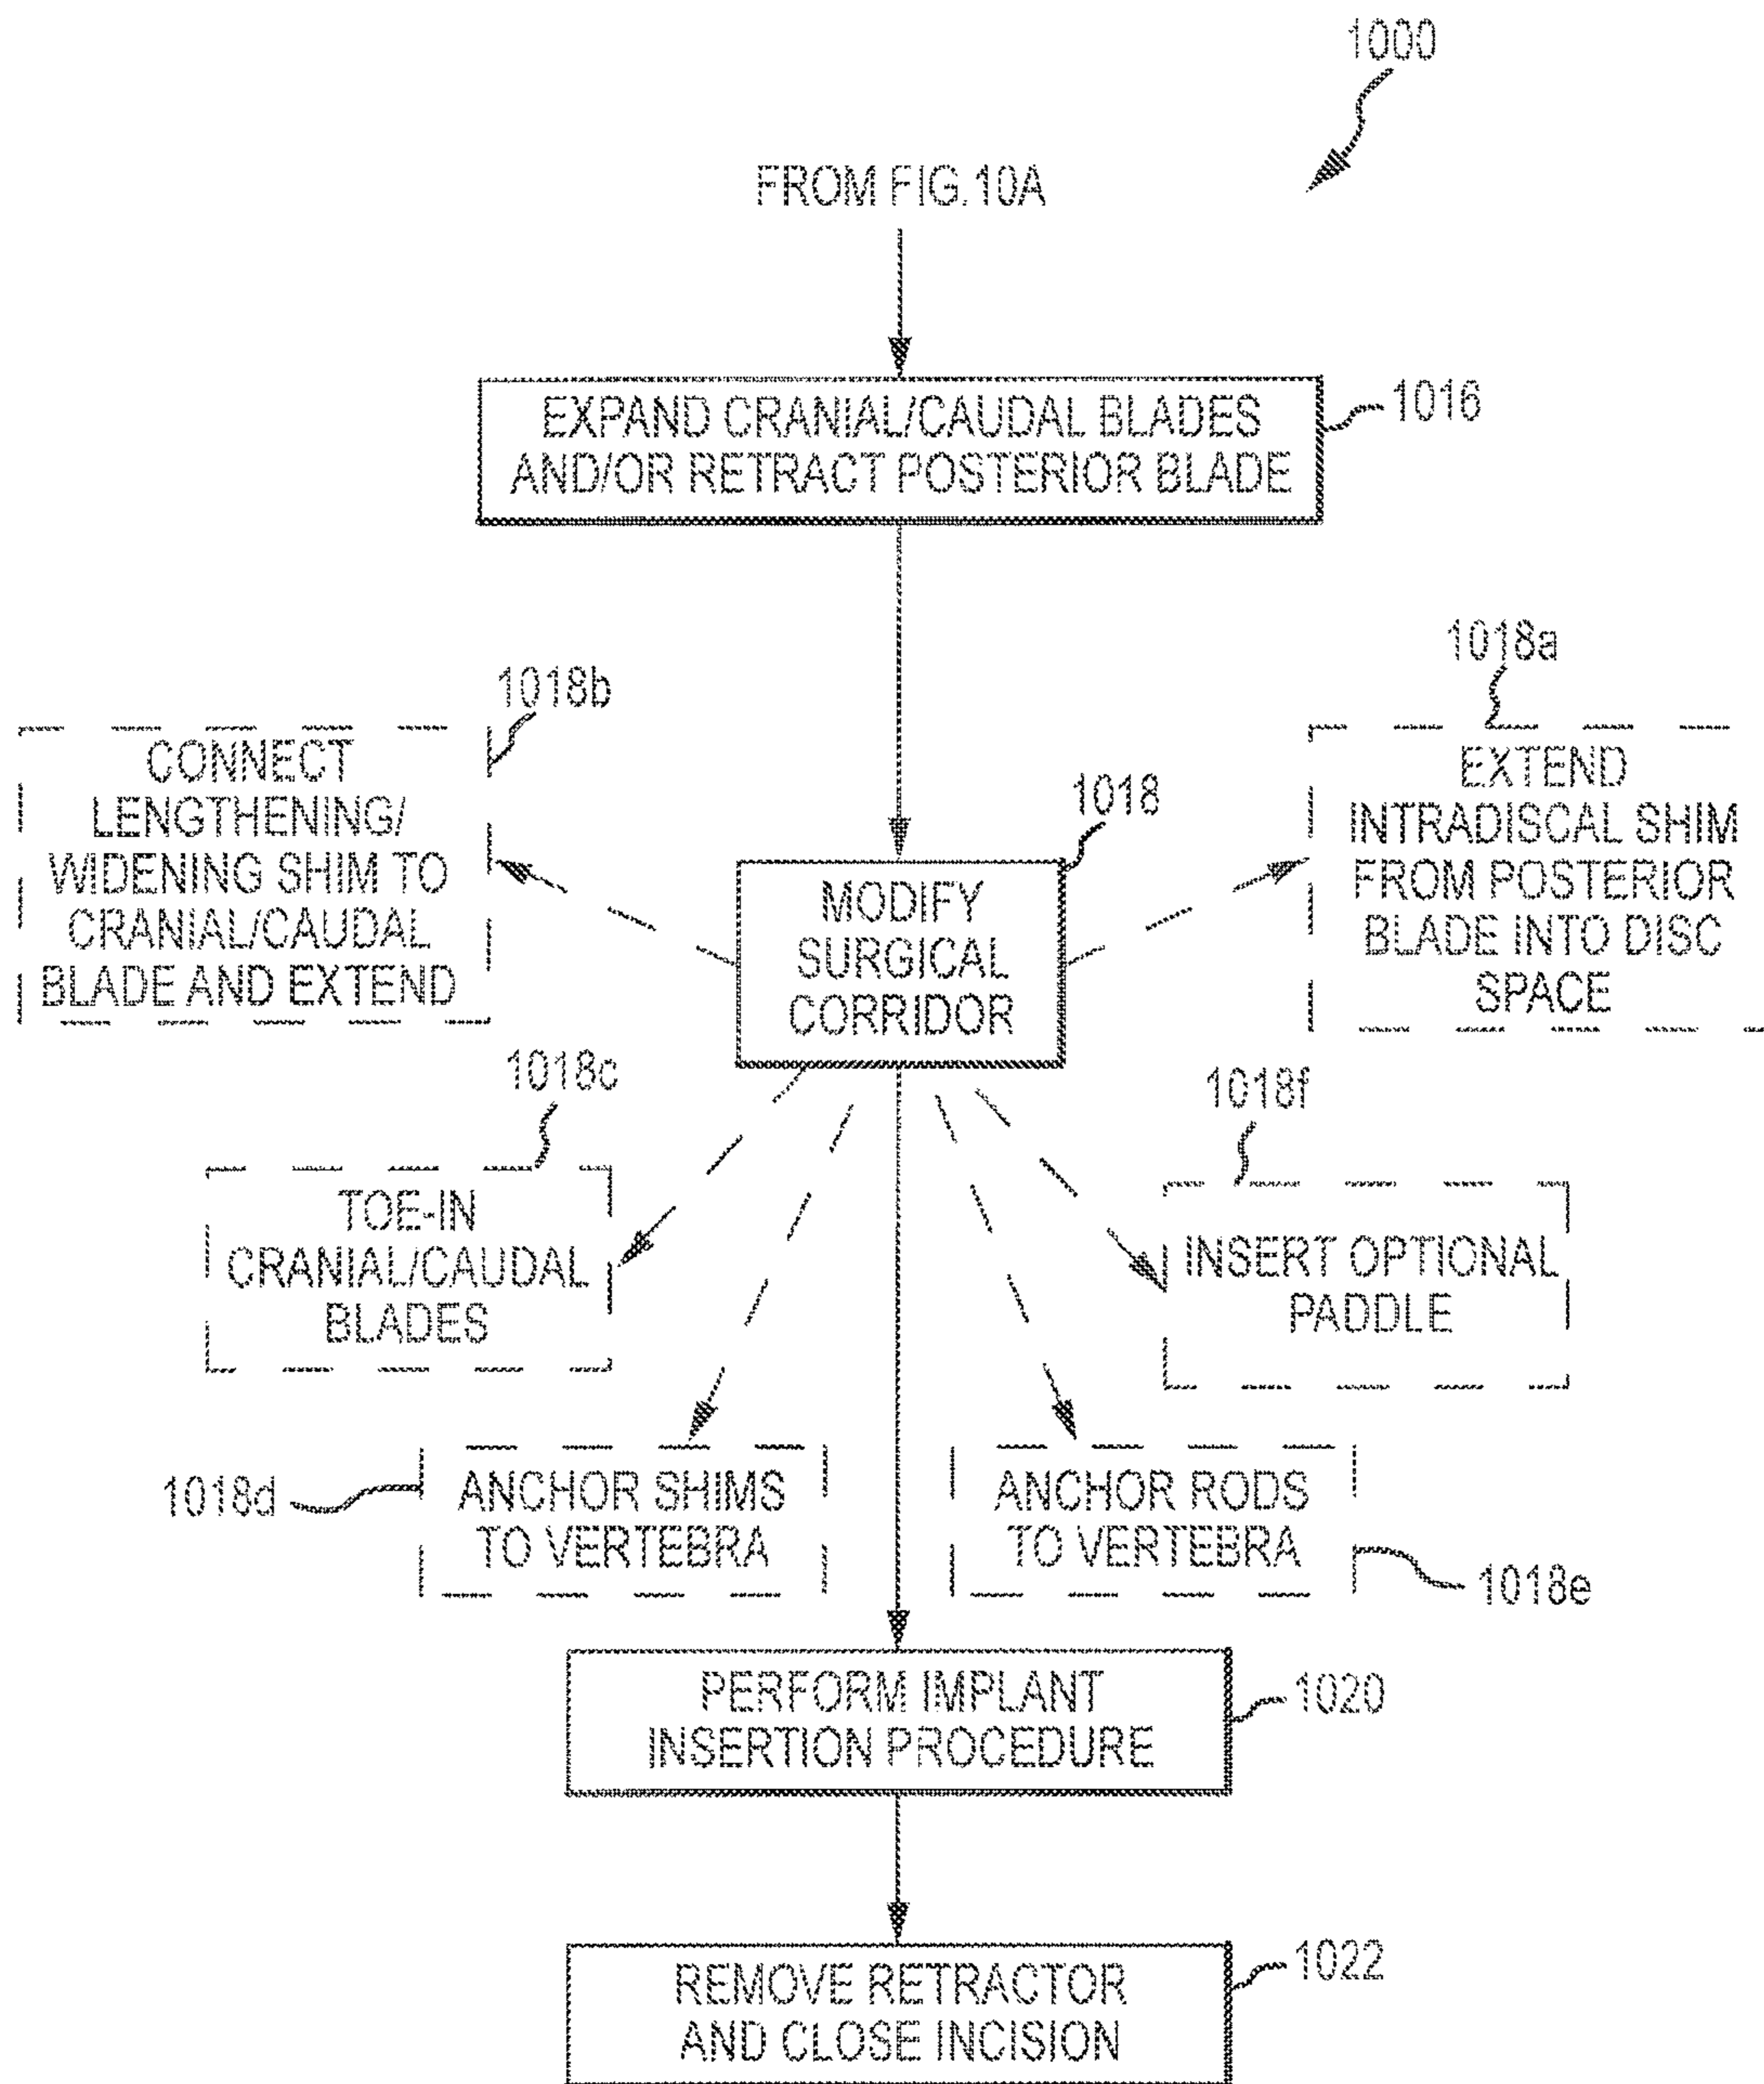 1000
FROM FIG. 10A
EXPAND CRANIAL/CAUDAL BLADES
AND/OR RETRACT POSTERIOR BLADE
1016
1018a
1018b
CONNECT
LENGTHENING/
WIDENING SHIM TO
CRANIAL/CAUDAL
BLADE AND EXTEND
1018
MODIFY
SURGICAL
CORRIDOR
EXTEND
INTRADISCAL SHIM
FROM POSTERIOR
BLADE INTO DISC
SPACE
1018c
1018f
TOE-IN
CRANIAL/CAUDAL
BLADES
INSERT OPTIONAL
PADDLE
1018d
ANCHOR SHIMS
TO VERTEBRA
ANCHOR RODS
TO VERTEBRA
1018e
PERFORM IMPLANT
INSERTION PROCEDURE
1020
REMOVE RETRACTOR
AND CLOSE INCISION
1022